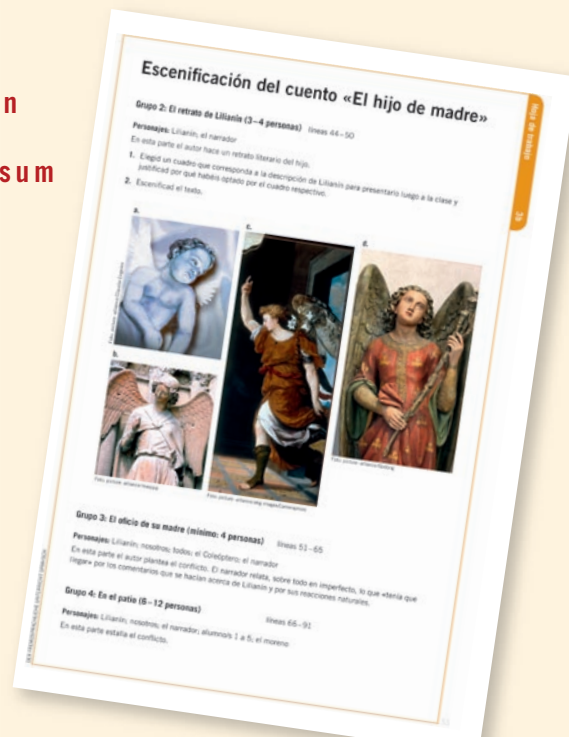 n
sum
Escenificación del cuento «El hijo de madre»
Grupo 2: El retrato de Lilianín (3–4 personas) líneas 44–50
Personajes: Lilianín, el narrador
En esta parte el autor hace un retrato literario del hijo.
1. Elegid un cuadro que corresponda a la descripción de Lilianín para presentarlo luego a la clase y
justificad por qué habéis optado por el cuadro respectivo.
2. Escenificad el texto.
a.
c.
d.
b.
Grupo 3: El oficio de su madre (mínimo: 4 personas) líneas 51–65
Personajes: Lilianín; nosotros; todos; el Coleóptero; el narrador
En esta parte el autor plantea el conflicto. El narrador relata, sobre todo en imperfecto, lo que «tenía que
llegar» por los comentarios que se hacían acerca de Lilianín y por sus reacciones naturales.
Grupo 4: En el patio (6–12 personas) líneas 66–91
Personajes: Lilianín; nosotros; el narrador; alumno/s 1 a 5; el moreno
En esta parte estalla el conflicto.
Hoja de trabajo